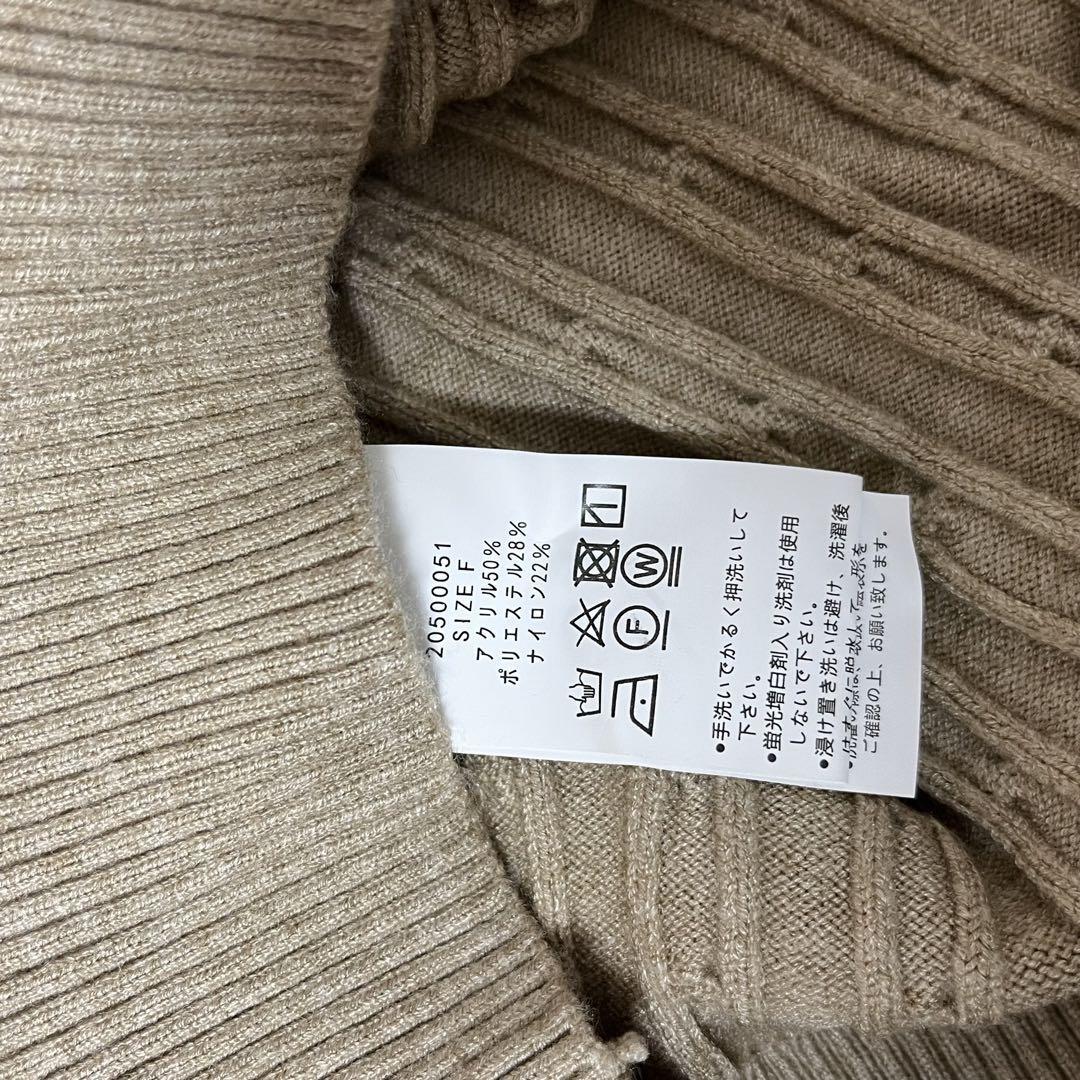 20500051
SIZE F
アクリル50%
ポリエステル28%
ナイロン22%
F
W
●手洗いでかるく押洗いして
下さい。
●蛍光増白剤入り洗剤は使用
しないで下さい。
●浸け置き洗いは避け、洗濯後
ご確認の上、お願い致します。